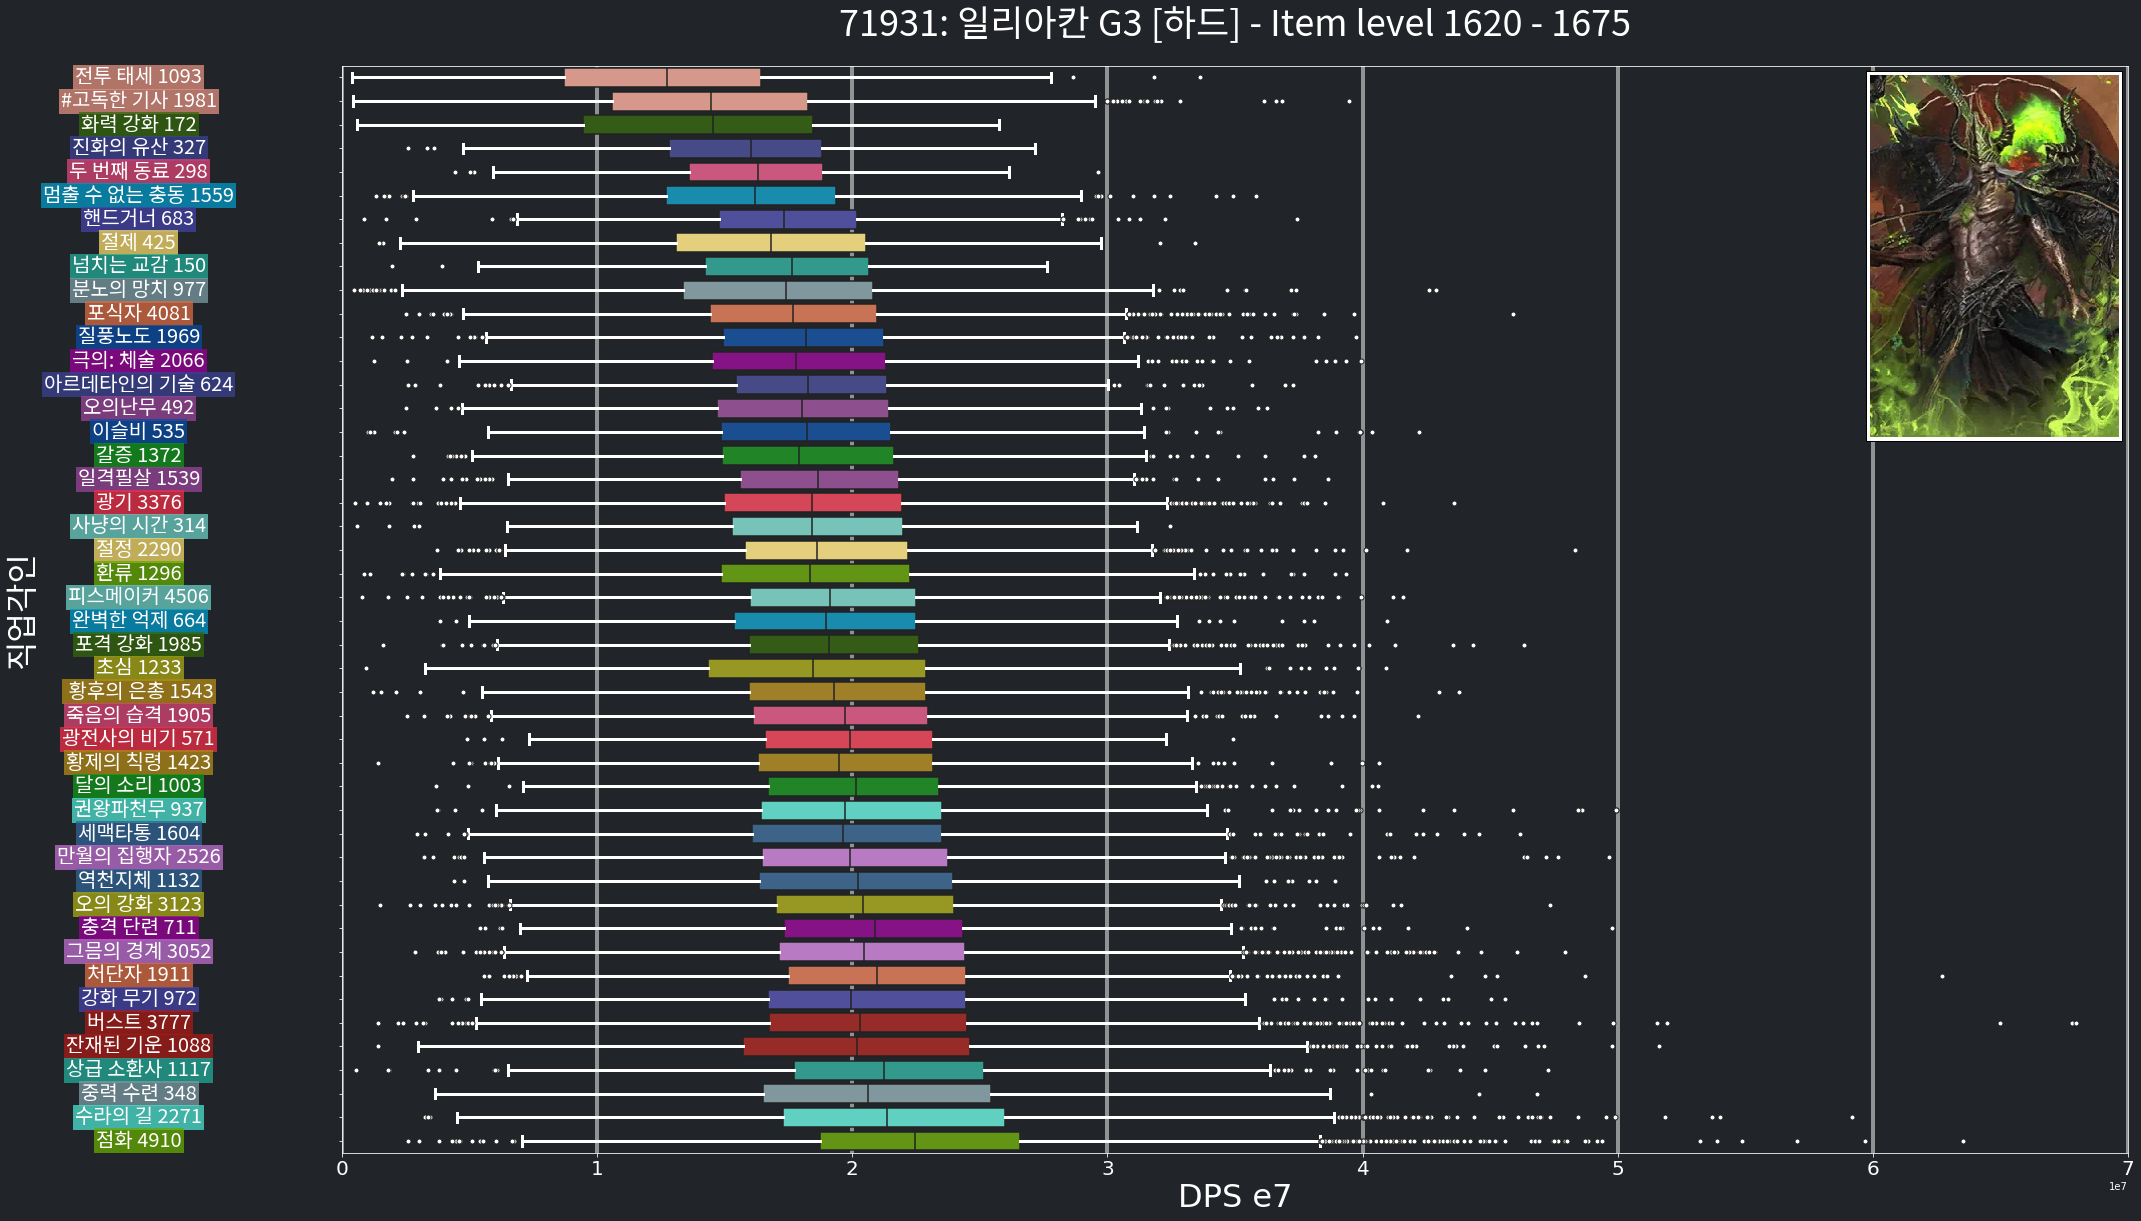 71931: 일리아칸 G3 [하드] - Item level 1620 - 1675
전투 태세 1093
#고독한 기사 1981
화력 강화 172
진화의 유산 327
두 번째 동료 298
멈출 수 없는 충동 1559
핸드거너 683
절제 425
넘치는 교감 150
분노의 망치 977
포식자 4081
질풍노도 1969
극의: 체술 2066
아르데타인의 기술 624
오의난무 492
이슬비 535
갈증 1372
일격필살 1539
광기 3376
사냥의 시간 314
절정 2290
환류 1296
피스메이커 4506
완벽한 억제 664
포격 강화 1985
초심 1233
황후의 은총 1543
죽음의 습격 1905
광전사의 비기 571
황제의 칙령 1423
달의 소리 1003
권왕파천무 937
세맥타통 1604
만월의 집행자 2526
역천지체 1132
오의 강화 3123
충격 단련 711
그믐의 경계 3052
처단자 1911
강화 무기 972
버스트 3777
잔재된 기운 1088
상급 소환사 1117
중력 수련 348
수라의 길 2271
점화 4910
직업각인
0 1 2 3 4 5 6 7
DPS e7
1e7